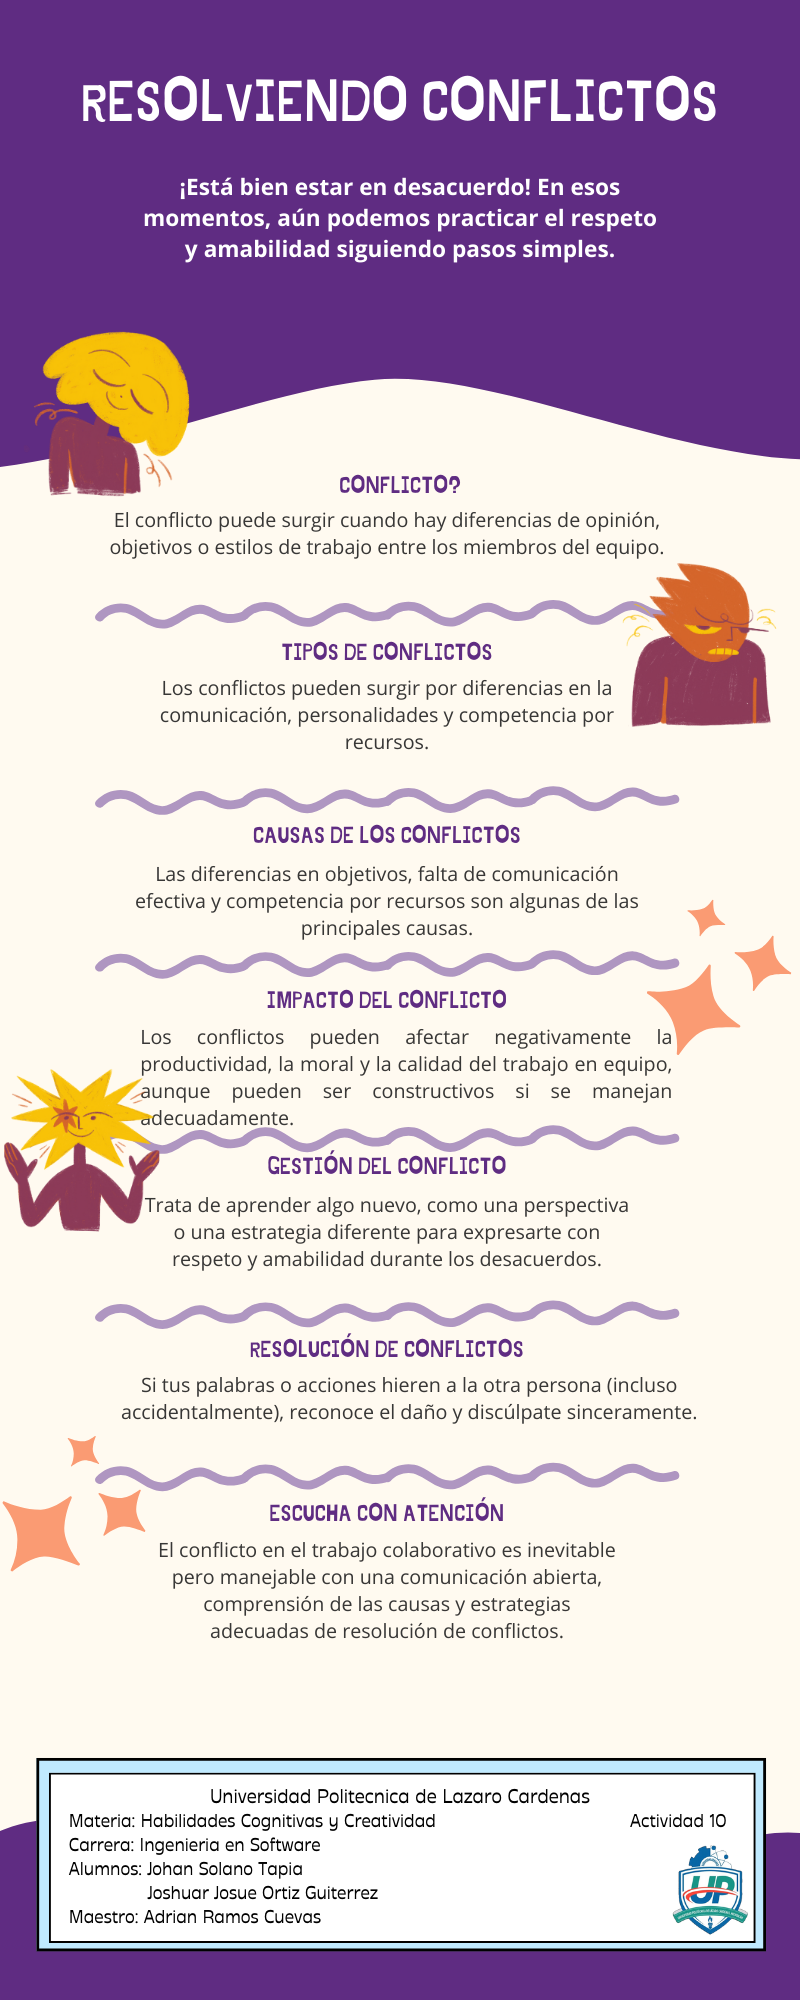 RESOLVIENDO CONFLICTOS
¡Está bien estar en desacuerdo! En esos
momentos, aún podemos practicar el respeto
y amabilidad siguiendo pasos simples.
CONFLICTO?
El conflicto puede surgir cuando hay diferencias de opinión,
objetivos o estilos de trabajo entre los miembros del equipo.
TIPOS DE CONFLICTOS
Los conflictos pueden surgir por diferencias en la
comunicación, personalidades y competencia por
recursos.
CAUSAS DE LOS CONFLICTOS
Las diferencias en objetivos, falta de comunicación
efectiva y competencia por recursos son algunas de las
principales causas.
IMPACTO DEL CONFLICTO
Los conflictos pueden afectar negativamente la
productividad, la moral y la calidad del trabajo en equipo,
aunque pueden ser constructivos si se manejan
adecuadamente.
GESTIÓN DEL CONFLICTO
Trata de aprender algo nuevo, como una perspectiva
o una estrategia diferente para expresarte con
respeto y amabilidad durante los desacuerdos.
RESOLUCIÓN DE CONFLICTOS
Si tus palabras o acciones hieren a la otra persona (incluso
accidentalmente), reconoce el daño y discúlpate sinceramente.
ESCUCHA CON ATENCIÓN
El conflicto en el trabajo colaborativo es inevitable
pero manejable con una comunicación abierta,
comprensión de las causas y estrategias
adecuadas de resolución de conflictos.
Universidad Politecnica de Lazaro Cardenas
Materia: Habilidades Cognitivas y Creatividad Actividad 10
Carrera: Ingenieria en Software
Alumnos: Johan Solano Tapia
Joshuar Josue Ortiz Guiterrez
Maestro: Adrian Ramos Cuevas
UP